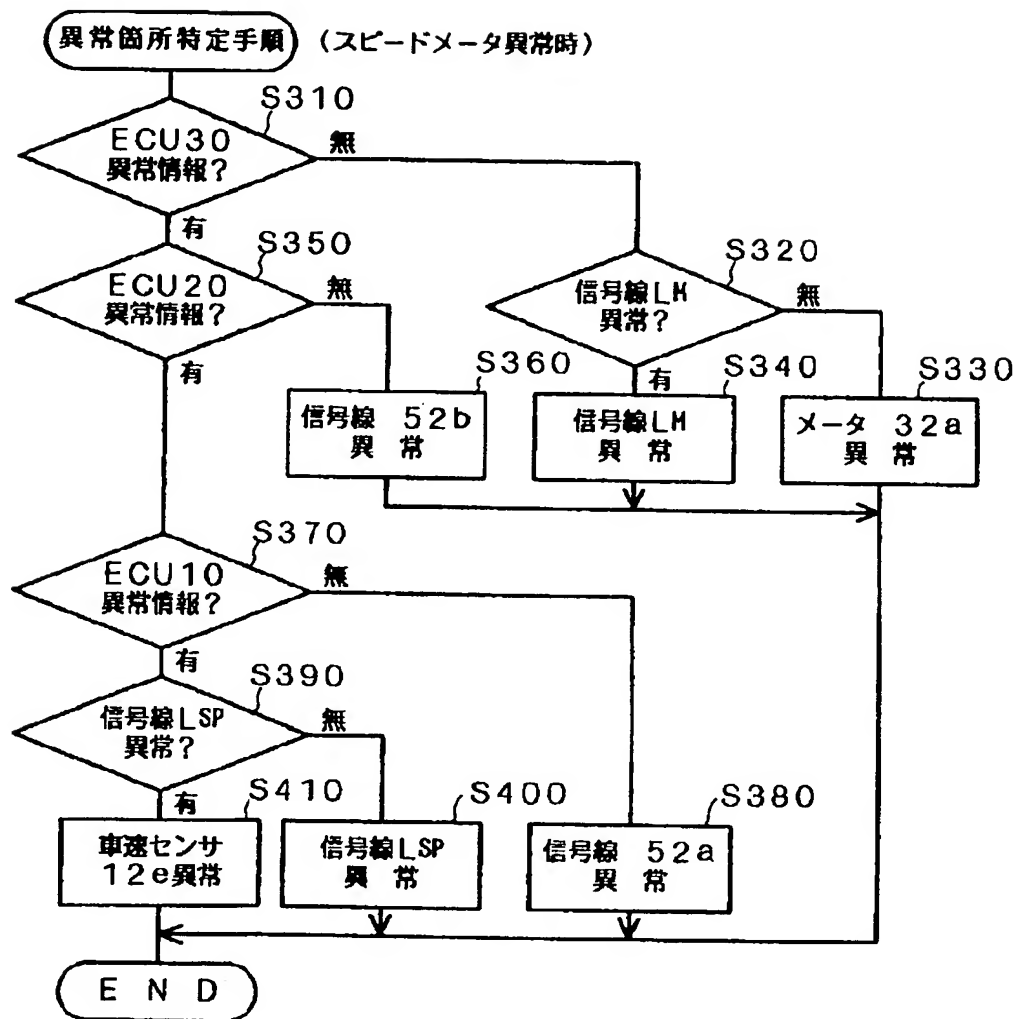 異常箇所特定手順 (スピードメータ異常時)
S310
ECU30
異常情報?
無
有
S350
ECU20
異常情報?
無
有
S320
信号線LM
異常?
無
有
S360
信号線 52b
異 常
S340
信号線LM
異 常
S330
メータ 32a
異 常
S370
ECU10
異常情報?
無
有
S390
信号線LSP
異常?
無
有
S410
車速センサ
12e異常
S400
信号線LSP
異 常
S380
信号線 52a
異 常
END